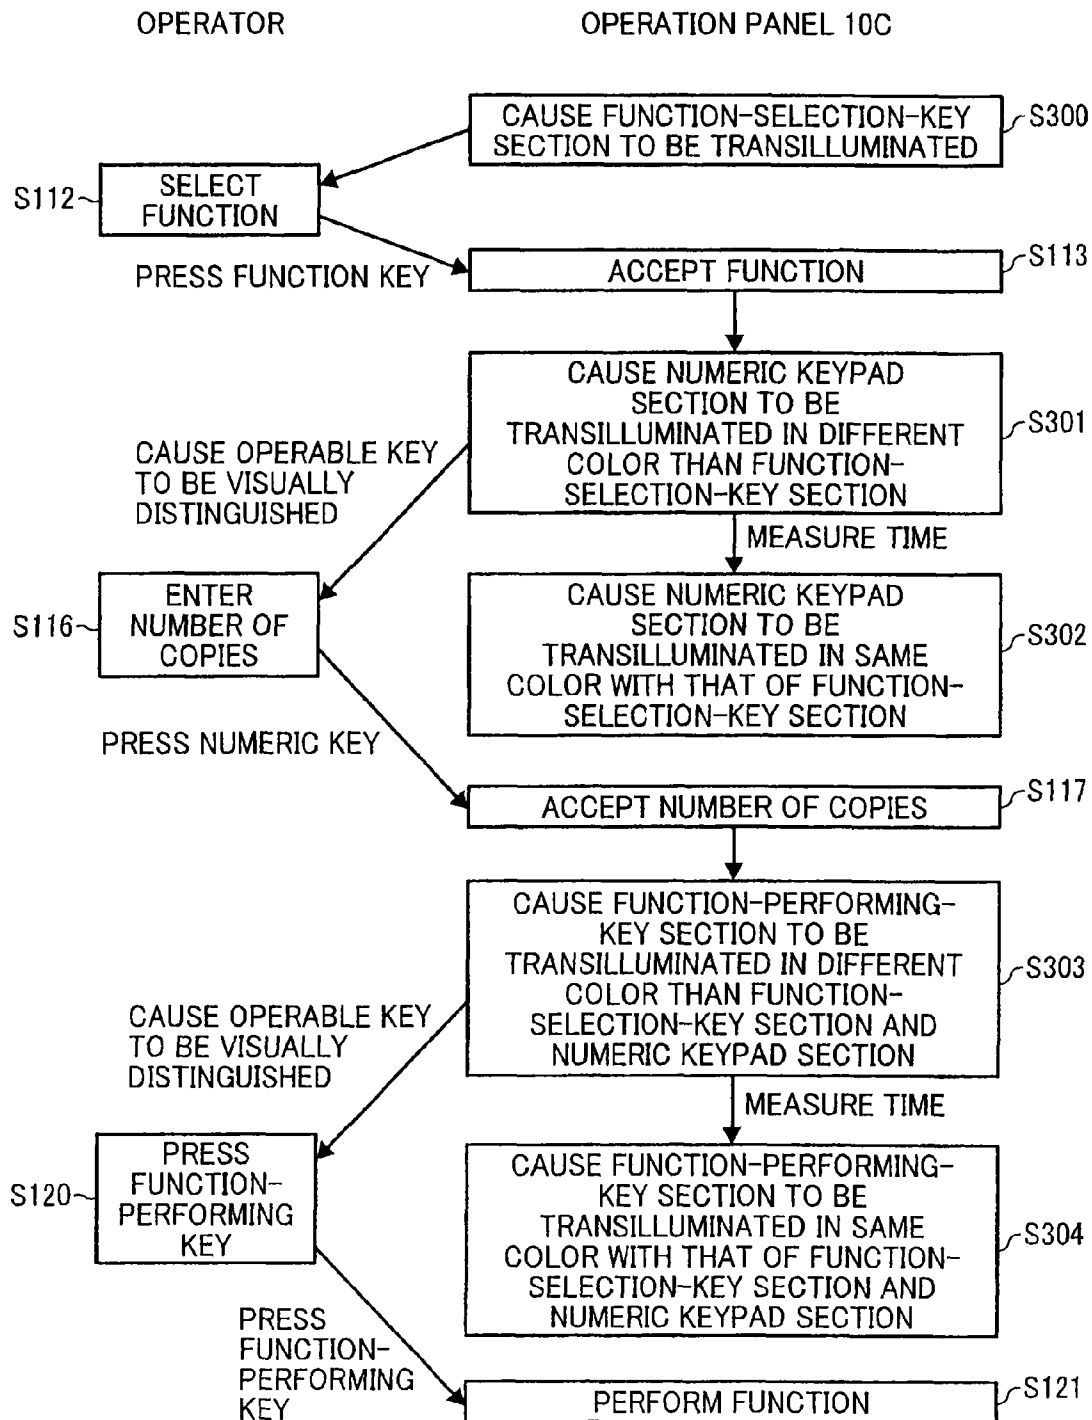 OPERATOR
OPERATION PANEL 10C
CAUSE FUNCTION-SELECTION-KEY
SECTION TO BE TRANSILLUMINATED
S300
S112
SELECT
FUNCTION
PRESS FUNCTION KEY
ACCEPT FUNCTION
S113
CAUSE NUMERIC KEYPAD
SECTION TO BE
TRANSILLUMINATED IN DIFFERENT
COLOR THAN FUNCTION-
SELECTION-KEY SECTION
S301
CAUSE OPERABLE KEY
TO BE VISUALLY
DISTINGUISHED
MEASURE TIME
S116
ENTER
NUMBER OF
COPIES
CAUSE NUMERIC KEYPAD
SECTION TO BE
TRANSILLUMINATED IN SAME
COLOR WITH THAT OF FUNCTION-
SELECTION-KEY SECTION
S302
PRESS NUMERIC KEY
ACCEPT NUMBER OF COPIES
S117
CAUSE FUNCTION-PERFORMING-
KEY SECTION TO BE
TRANSILLUMINATED IN DIFFERENT
COLOR THAN FUNCTION-
SELECTION-KEY SECTION AND
NUMERIC KEYPAD SECTION
S303
CAUSE OPERABLE KEY
TO BE VISUALLY
DISTINGUISHED
MEASURE TIME
S120
PRESS
FUNCTION-
PERFORMING
KEY
CAUSE FUNCTION-PERFORMING-
KEY SECTION TO BE
TRANSILLUMINATED IN SAME
COLOR WITH THAT OF FUNCTION-
SELECTION-KEY SECTION AND
NUMERIC KEYPAD SECTION
S304
PRESS
FUNCTION-
PERFORMING
KEY
PERFORM FUNCTION
S121